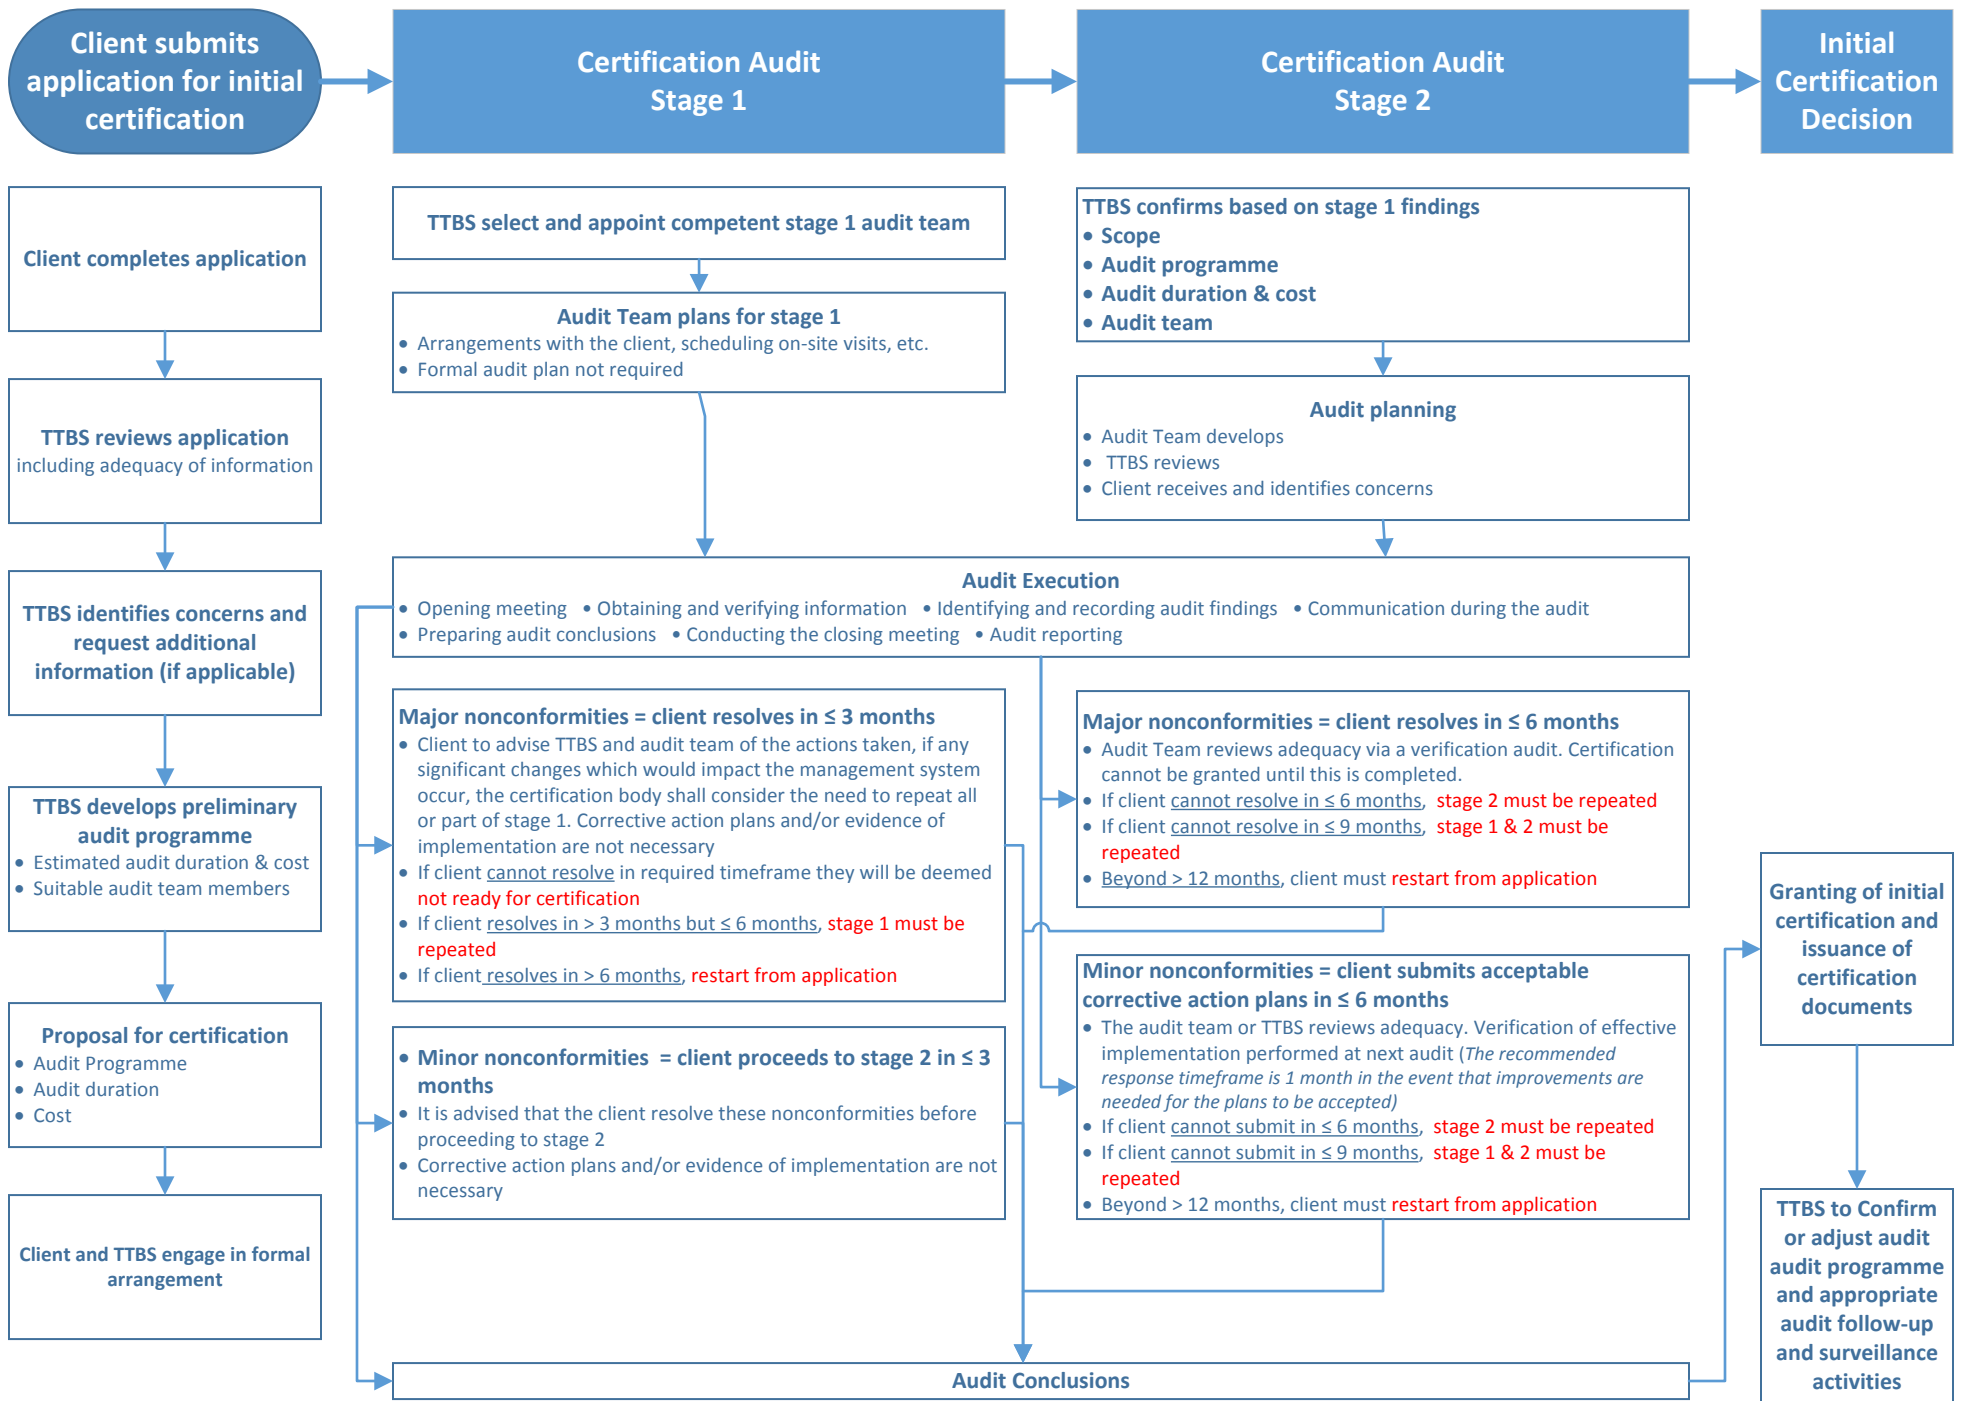 Client submits
application for initial
certification
Certification Audit
Stage 1
Certification Audit
Stage 2
Initial
Certification
Decision
Client completes application
TTBS reviews application
including adequacy of information
TTBS identifies concerns and
request additional
information (if applicable)
TTBS develops preliminary
audit programme
• Estimated audit duration & cost
• Suitable audit team members
Proposal for certification
• Audit Programme
• Audit duration
• Cost
Client and TTBS engage in formal
arrangement
TTBS select and appoint competent stage 1 audit team
Audit Team plans for stage 1
• Arrangements with the client, scheduling on-site visits, etc.
• Formal audit plan not required
TTBS confirms based on stage 1 findings
• Scope
• Audit programme
• Audit duration & cost
• Audit team
Audit planning
• Audit Team develops
• TTBS reviews
• Client receives and identifies concerns
Audit Execution
• Opening meeting • Obtaining and verifying information • Identifying and recording audit findings • Communication during the audit
• Preparing audit conclusions • Conducting the closing meeting • Audit reporting
Major nonconformities = client resolves in ≤ 3 months
• Client to advise TTBS and audit team of the actions taken, if any
significant changes which would impact the management system
occur, the certification body shall consider the need to repeat all
or part of stage 1. Corrective action plans and/or evidence of
implementation are not necessary
• If client cannot resolve in required timeframe they will be deemed
not ready for certification
• If client resolves in > 3 months but ≤ 6 months, stage 1 must be
repeated
• If client resolves in > 6 months, restart from application
• Minor nonconformities = client proceeds to stage 2 in ≤ 3
months
• It is advised that the client resolve these nonconformities before
proceeding to stage 2
• Corrective action plans and/or evidence of implementation are not
necessary
Major nonconformities = client resolves in ≤ 6 months
• Audit Team reviews adequacy via a verification audit. Certification
cannot be granted until this is completed.
• If client cannot resolve in ≤ 6 months, stage 2 must be repeated
• If client cannot resolve in ≤ 9 months, stage 1 & 2 must be
repeated
• Beyond > 12 months, client must restart from application
Minor nonconformities = client submits acceptable
corrective action plans in ≤ 6 months
• The audit team or TTBS reviews adequacy. Verification of effective
implementation performed at next audit (The recommended
response timeframe is 1 month in the event that improvements are
needed for the plans to be accepted)
• If client cannot submit in ≤ 6 months, stage 2 must be repeated
• If client cannot submit in ≤ 9 months, stage 1 & 2 must be
repeated
• Beyond > 12 months, client must restart from application
Audit Conclusions
Granting of initial
certification and
issuance of
certification
documents
TTBS to Confirm
or adjust audit
audit programme
and appropriate
audit follow-up
and surveillance
activities